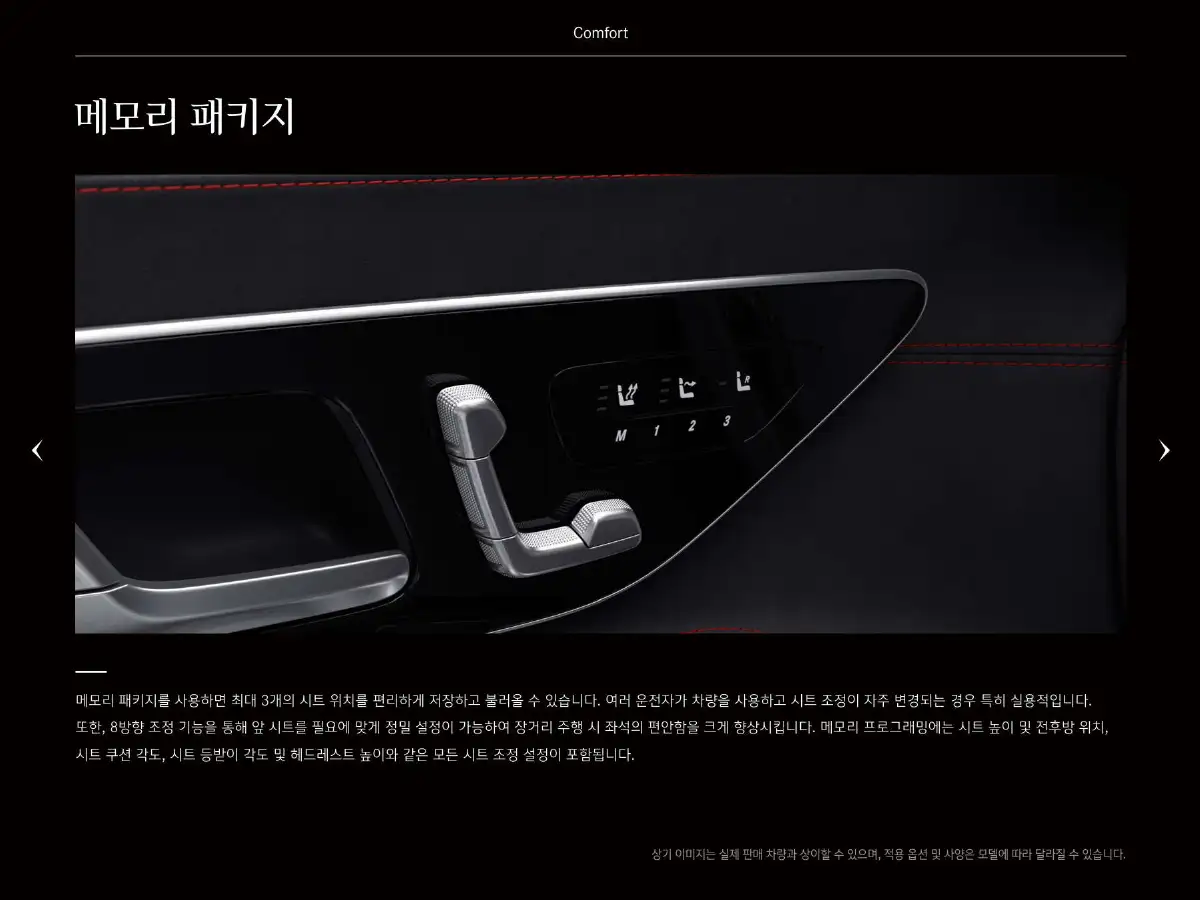 Comfort
메모리 패키지
R
M 1 2 3
메모리 패키지를 사용하면 최대 3개의 시트 위치를 편리하게 저장하고 불러올 수 있습니다. 여러 운전자가 차량을 사용하고 시트 조정이 자주 변경되는 경우 특히 실용적입니다.
또한, 8방향 조정 기능을 통해 앞 시트를 필요에 맞게 정밀 설정이 가능하여 장거리 주행 시 좌석의 편안함을 크게 향상시킵니다. 메모리 프로그래밍에는 시트 높이 및 전후방 위치,
시트 쿠션 각도, 시트 등받이 각도 및 헤드레스트 높이와 같은 모든 시트 조정 설정이 포함됩니다.
상기 이미지는 실제 판매 차량과 상이할 수 있으며, 적용 옵션 및 사양은 모델에 따라 달라질 수 있습니다.